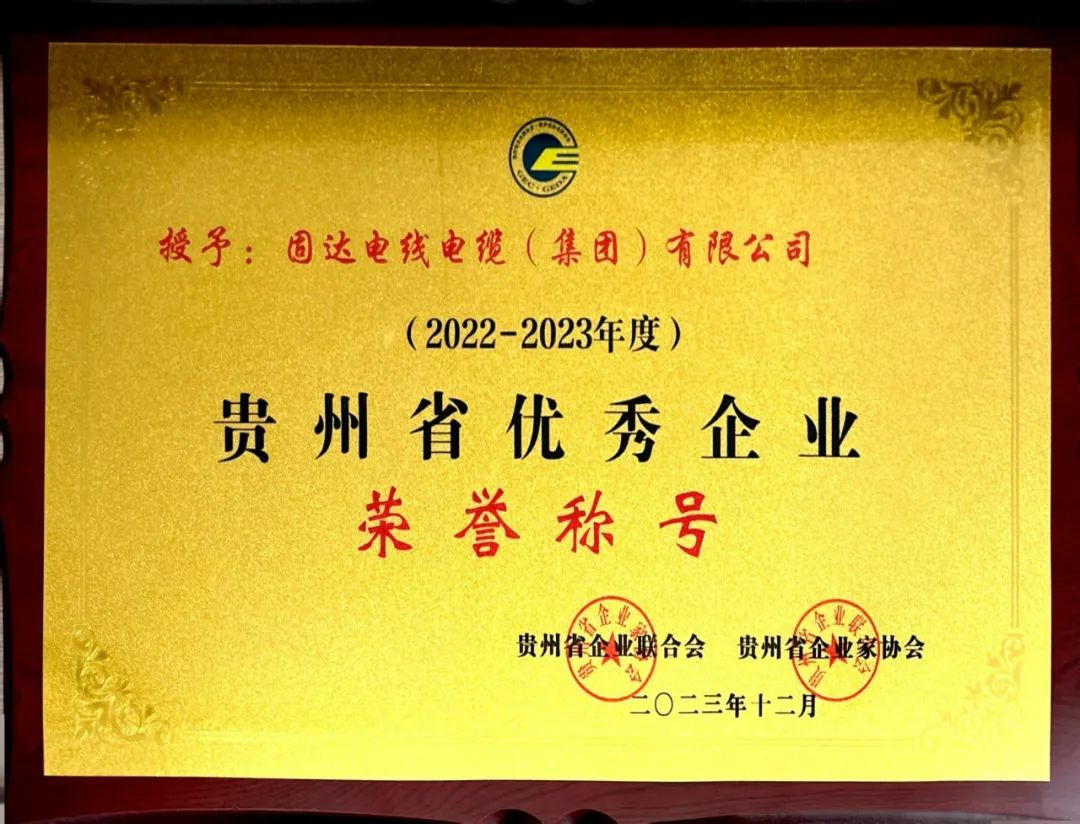 GEC·GEDA
授予：固达电线电缆（集团）有限公司
（2022-2023年度）
贵州省优秀企业
荣誉称号
贵州省企业联合会 贵州省企业家协会
二〇二三年十二月